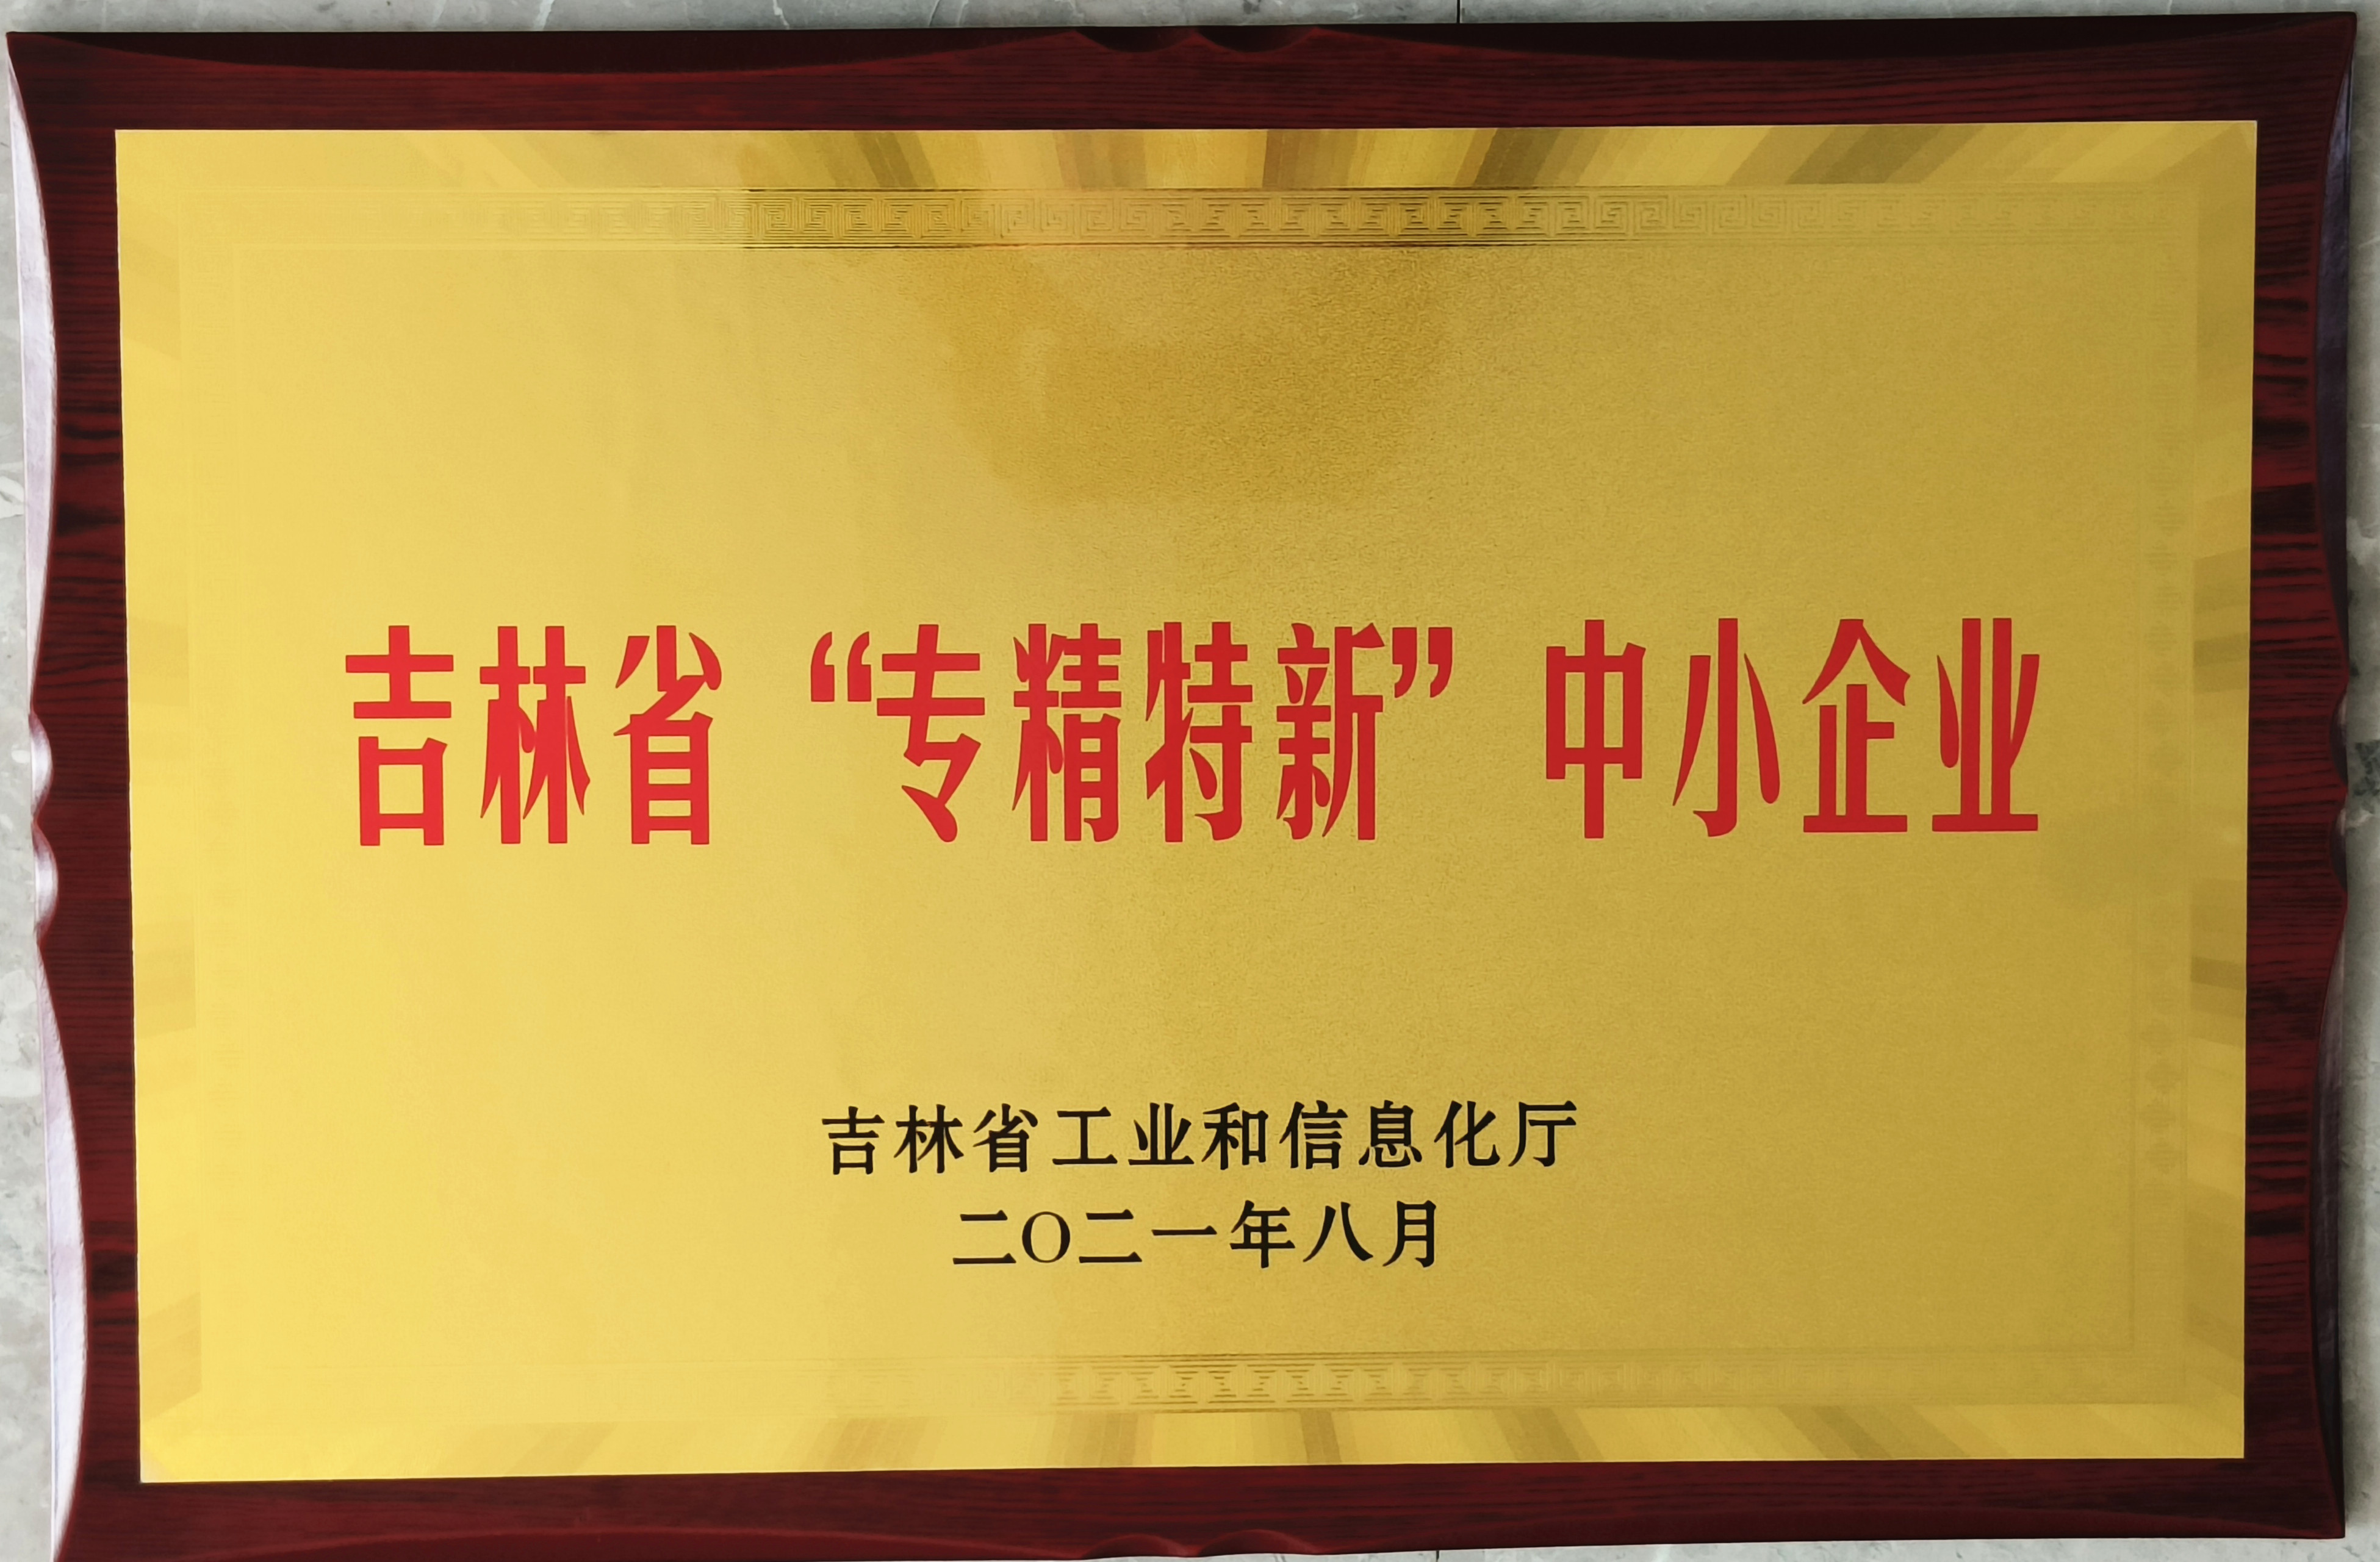 吉林省“专精特新”中小企业
吉林省工业和信息化厅
二〇二一年八月